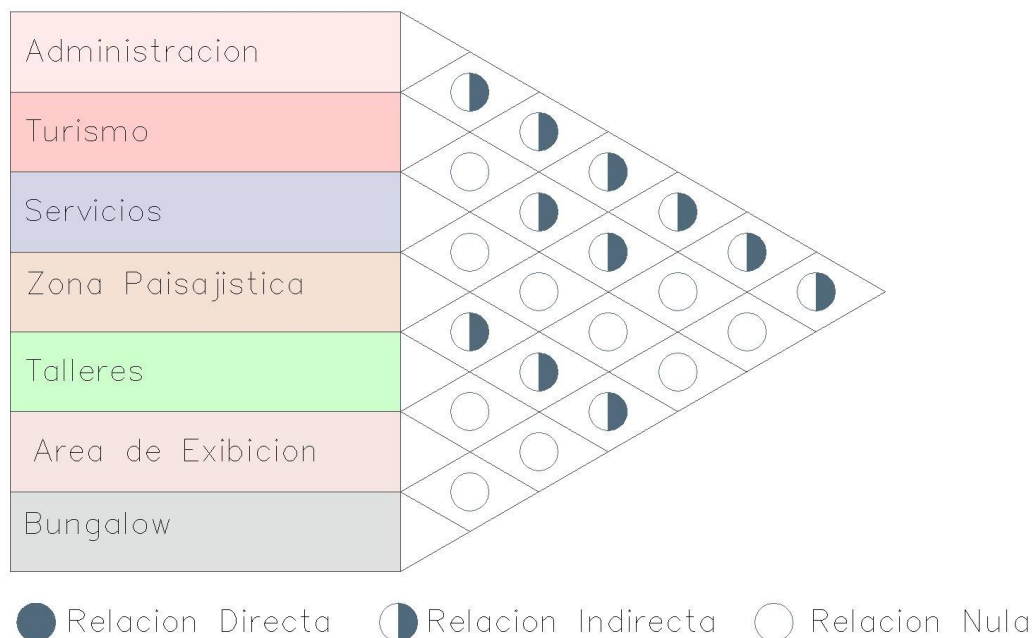 Administracion
Turismo
Servicios
Zona Paisajistica
Talleres
Area de Exibicion
Bungalow
Relacion Directa Relacion Indirecta Relacion Nula